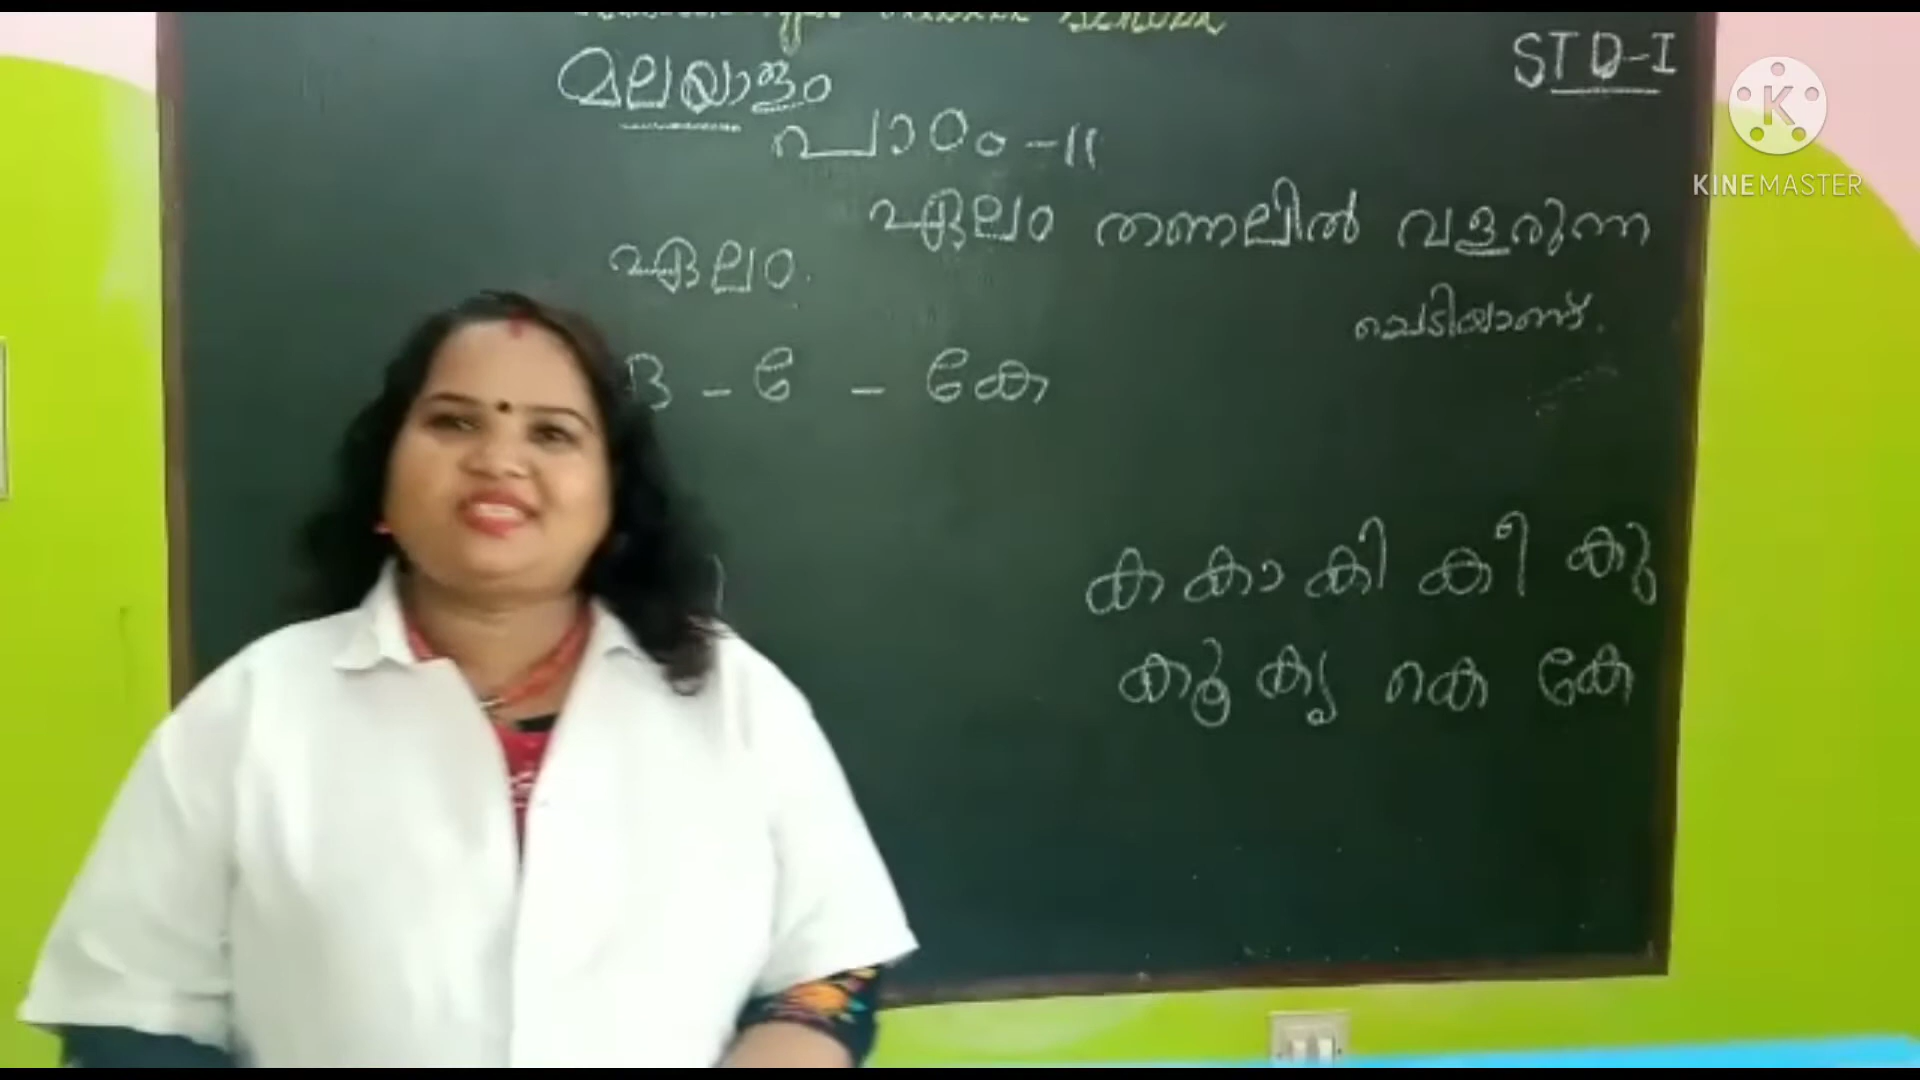 മലയാളം
STD-I
പാഠം -11
ഏലം തണലിൽ വളരുന്ന
ചെടിയാണ്.
ഏലം.
- േ - കേ
ക കാ കി കീ കു
കൂ കൃ കെ കേ
KINEMASTER